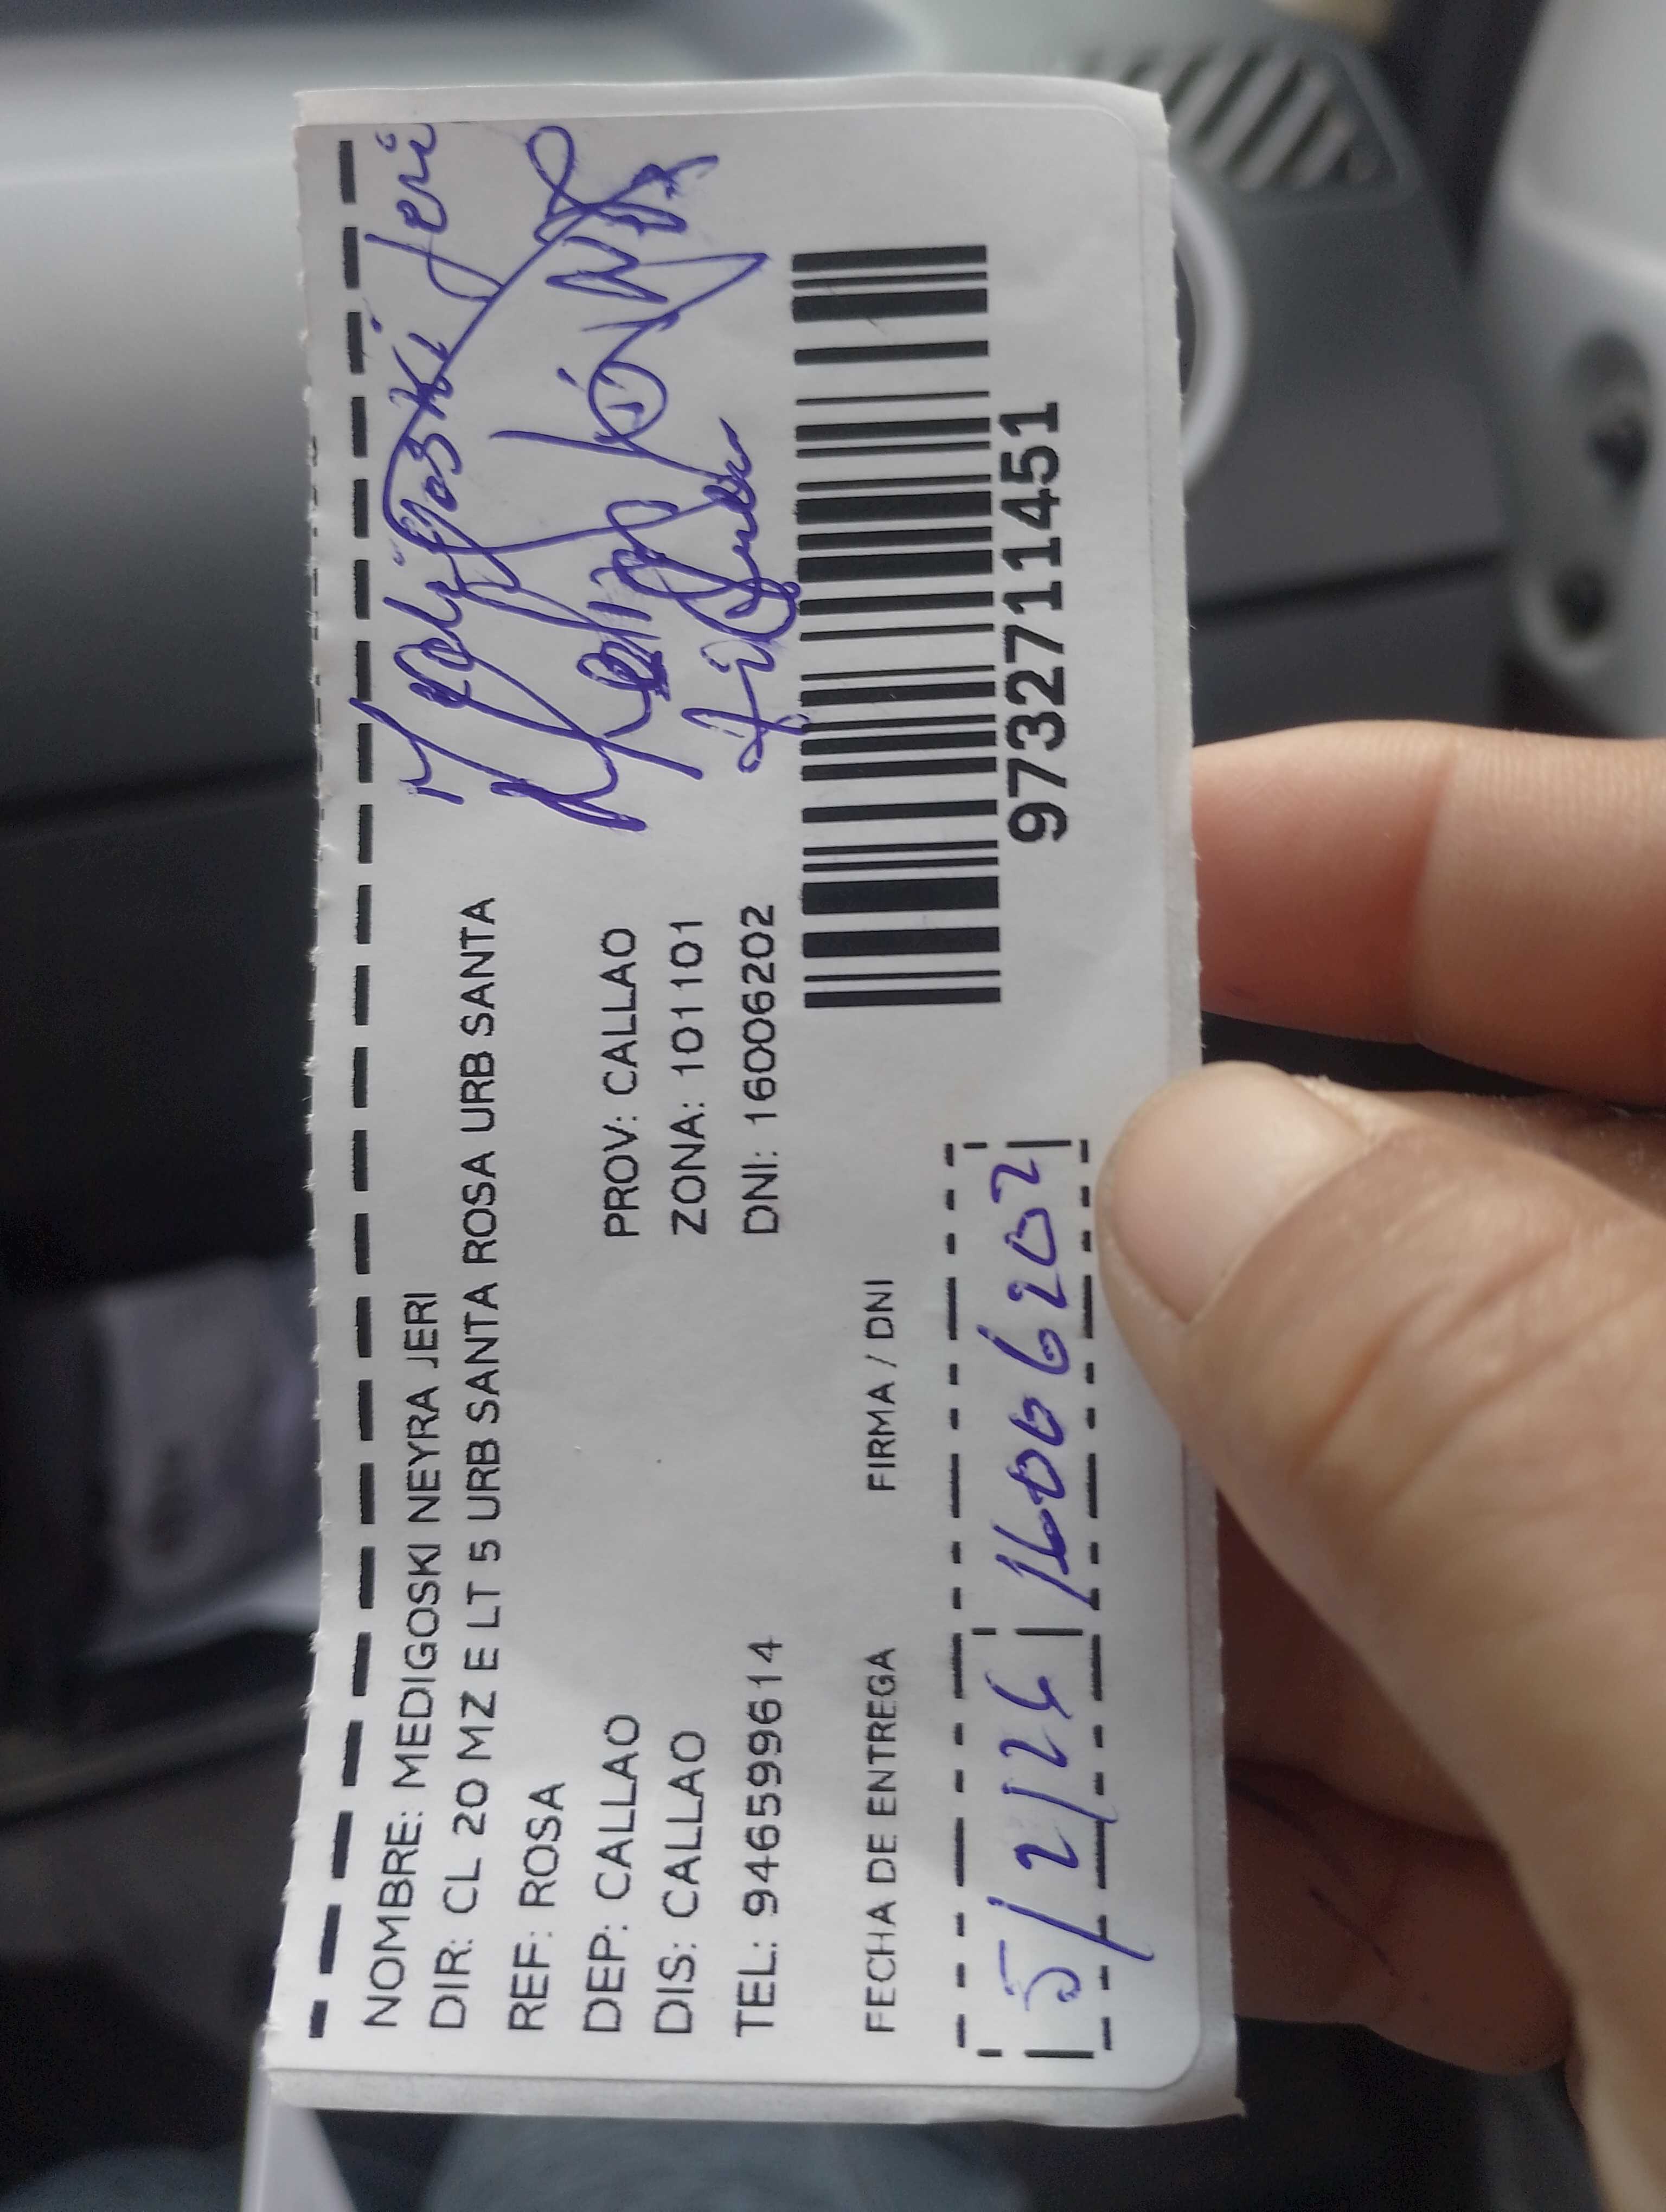 NOMBRE: MEDIGOSKI NEYRA JERI
DIR: CL 20 MZ E LT 5 URB SANTA ROSA URB SANTA
REF: ROSA
DEP: CALLAO
PROV: CALLAO
DIS: CALLAO
ZONA: 101101
TEL: 946599614
DNI: 16006202
Jeri
9732711451
FECHA DE ENTREGA
FIRMA / DNI
5/2/26
16006202